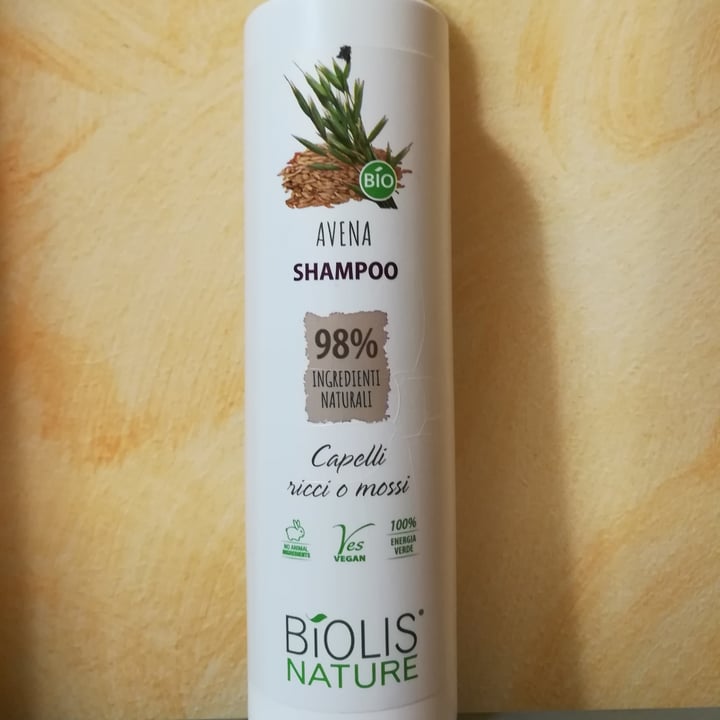 BIO
AVENA
SHAMPOO
98%
INGREDIENTI
NATURALI
Capelli
ricci o mossi
NO ANIMAL
INGREDIENTS
Yes
VEGAN
100%
ENERGIA
VERDE
BiOLIS®
NATURE